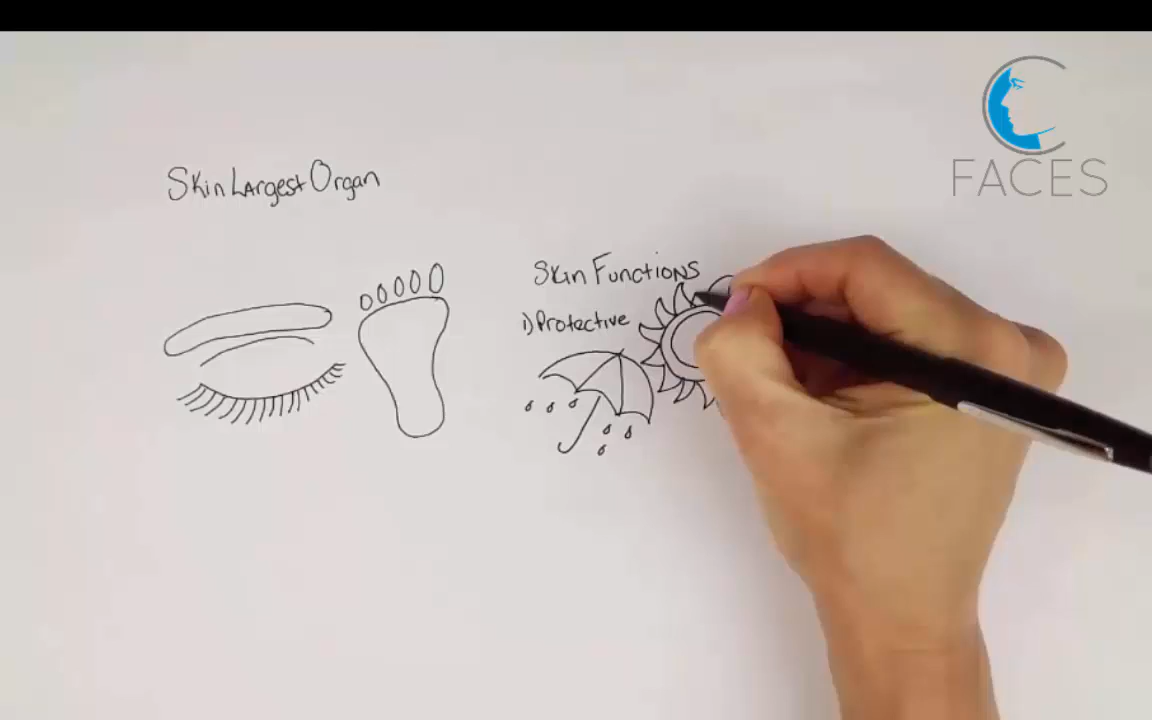 Skin Largest Organ
FACES
Skin Functions
1) Protective